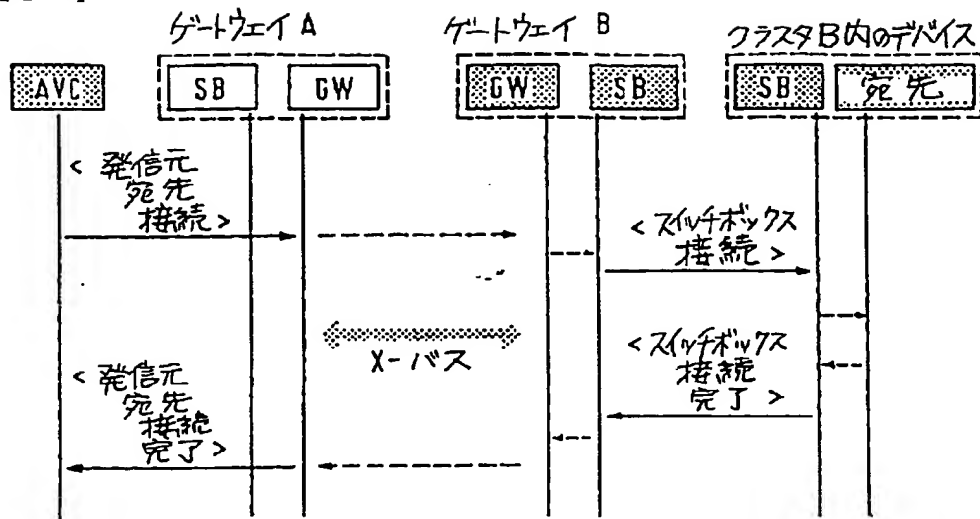 ゲートウェイ A
ゲートウェイ B
クラスタB内のデバイス
AVC
SB
GW
GW
SB
SB
宛先
< 発信元
宛先
接続 >
< スイッチボックス
接続 >
X-バス
< スイッチボックス
接続
完了 >
< 発信元
宛先
接続
完了 >